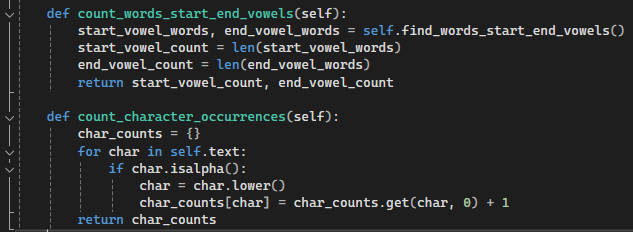 def count_words_start_end_vowels(self):
    start_vowel_words, end_vowel_words = self.find_words_start_end_vowels()
    start_vowel_count = len(start_vowel_words)
    end_vowel_count = len(end_vowel_words)
    return start_vowel_count, end_vowel_count

def count_character_occurrences(self):
    char_counts = {}
    for char in self.text:
        if char.isalpha():
            char = char.lower()
            char_counts[char] = char_counts.get(char, 0) + 1
    return char_counts